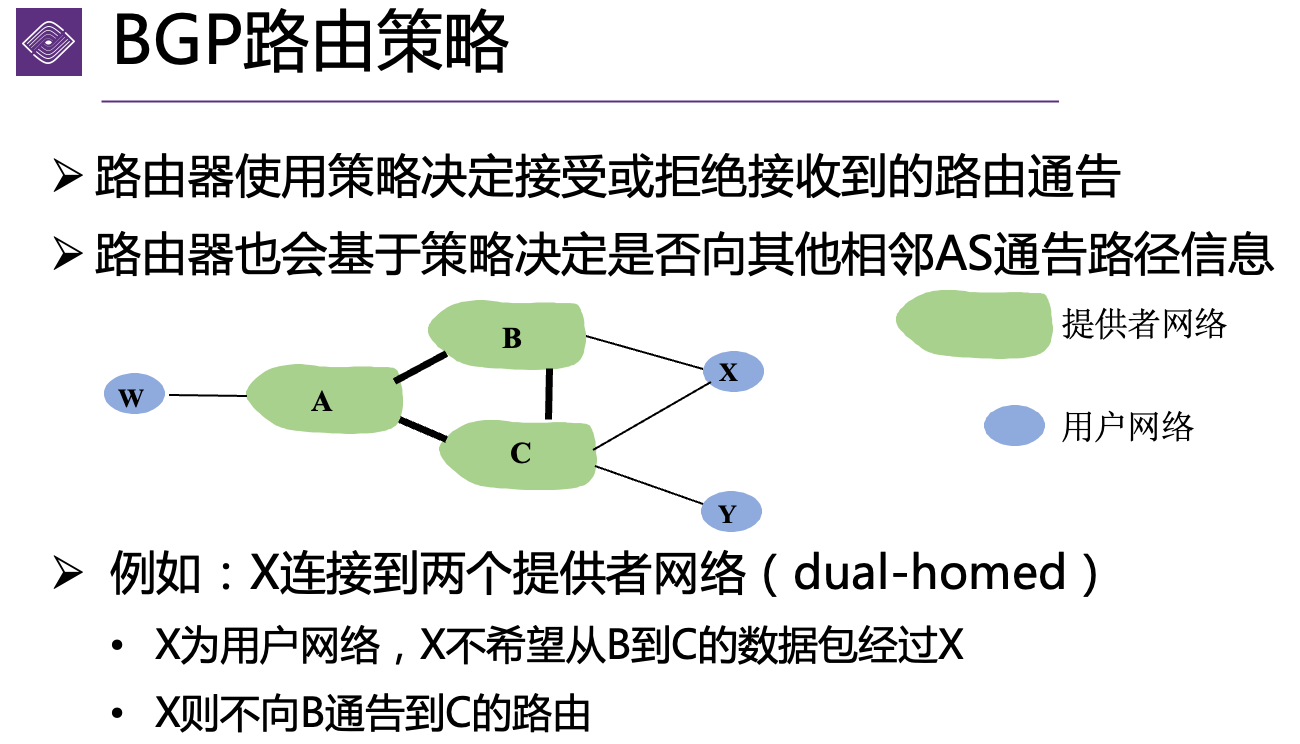 BGP路由策略
路由器使用策略决定接受或拒绝接收到的路由通告
路由器也会基于策略决定是否向其他相邻AS通告路径信息
B
提供者网络
X
W
A
用户网络
C
Y
例如：X连接到两个提供者网络（dual-homed）
X为用户网络，X不希望从B到C的数据包经过X
X则不向B通告到C的路由